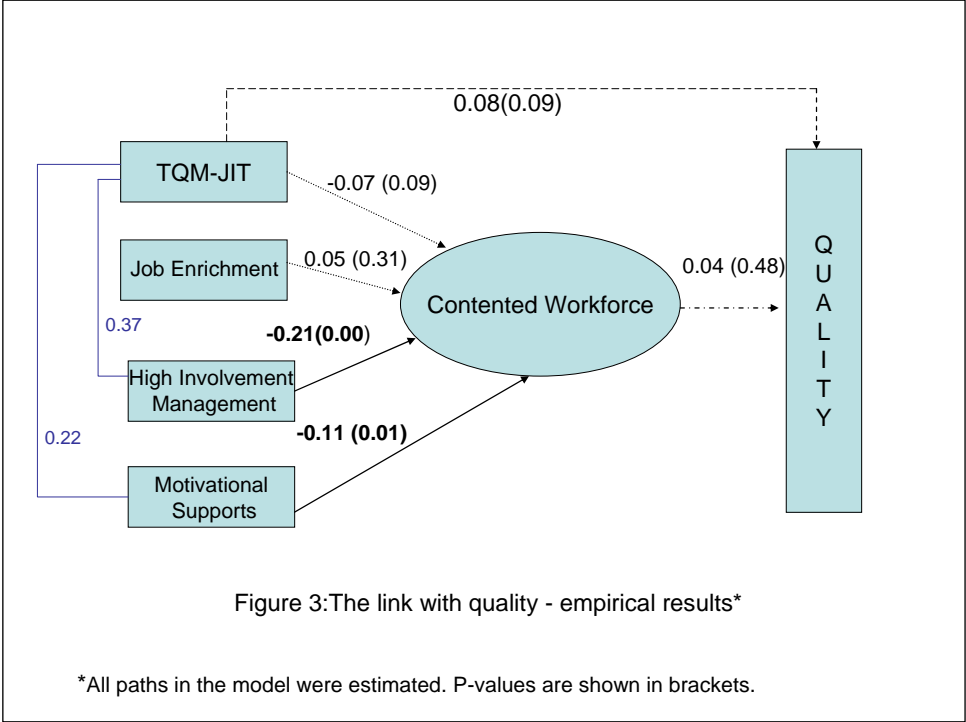 0.08(0.09)
TQM-JIT
-0.07 (0.09)
Job Enrichment
0.05 (0.31)
Contented Workforce
0.04 (0.48)
Q
U
A
L
I
T
Y
0.37
-0.21(0.00)
High Involvement
Management
0.22
-0.11 (0.01)
Motivational
Supports
Figure 3:The link with quality - empirical results*
*All paths in the model were estimated. P-values are shown in brackets.